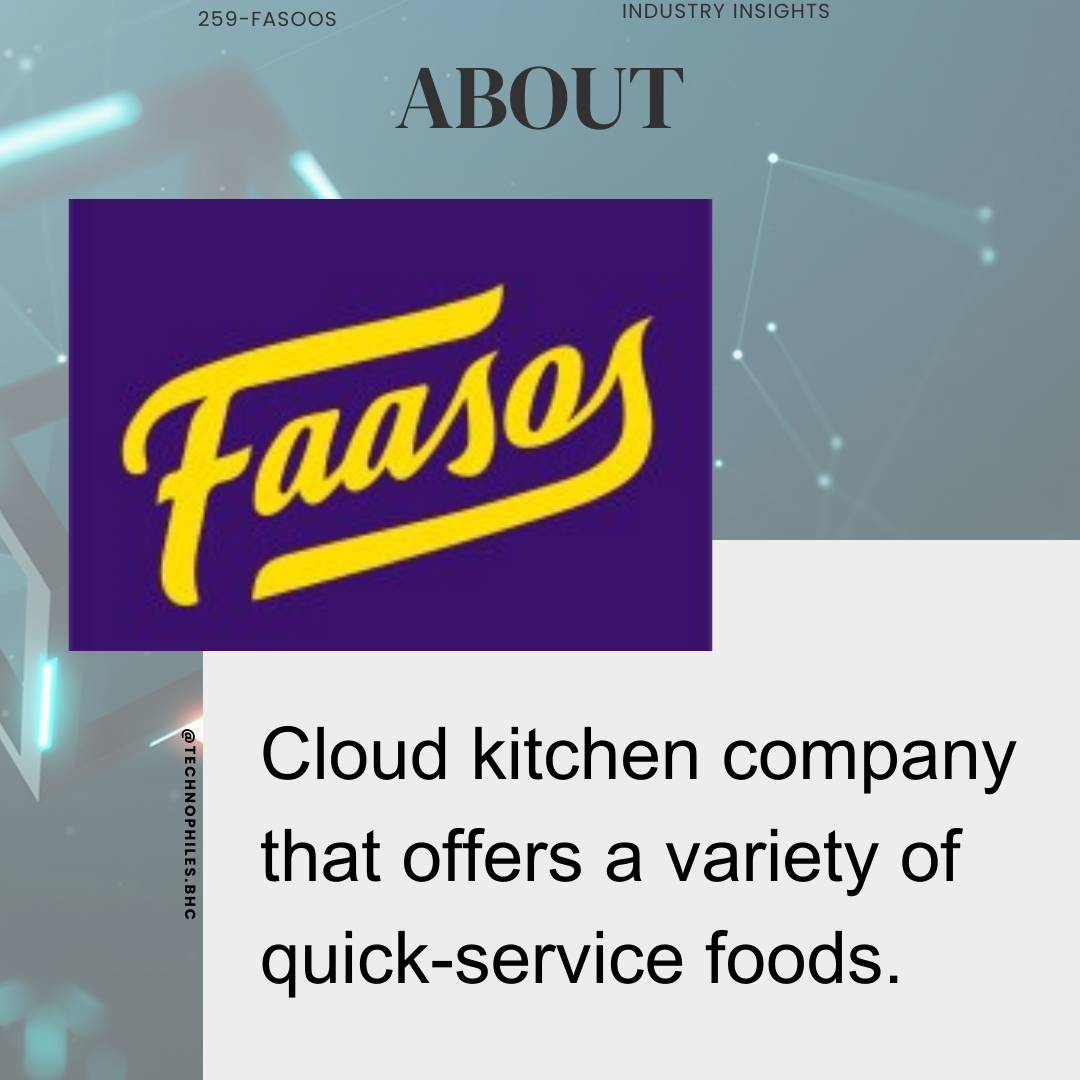 259-FASOOS
INDUSTRY INSIGHTS
ABOUT
Faasos
@TECHNOPHILES.BHC
Cloud kitchen company
that offers a variety of
quick-service foods.